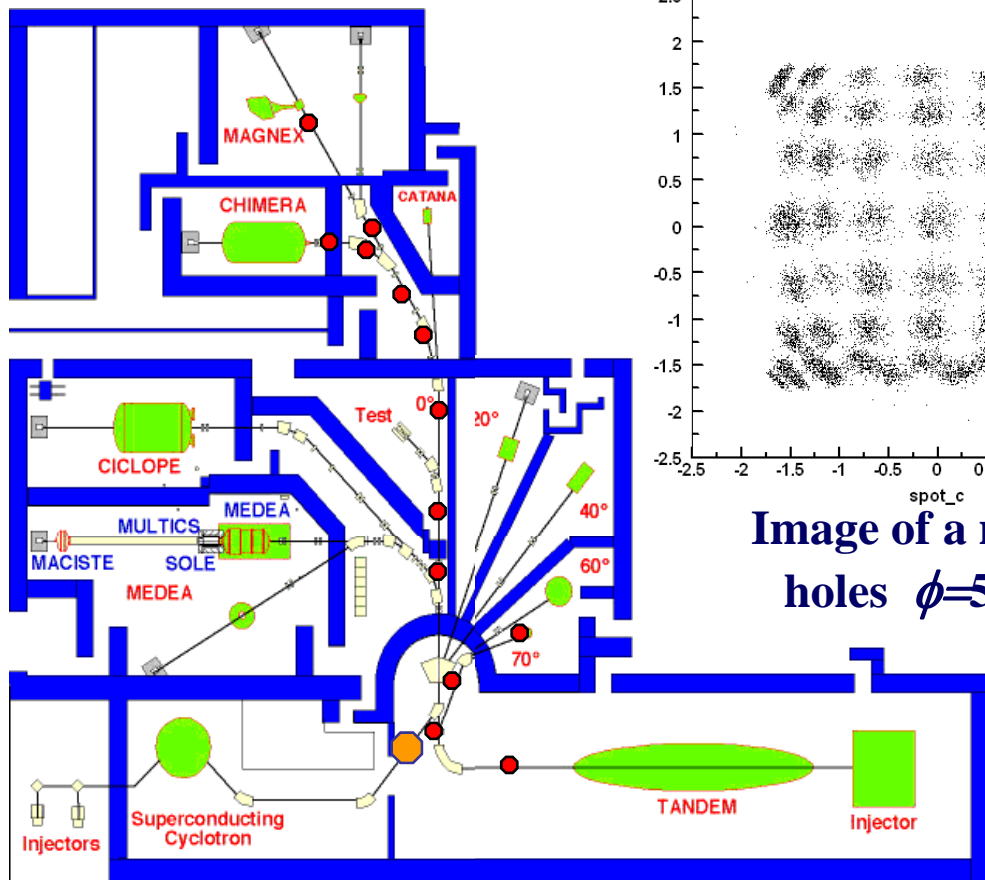 MAGNEX
CHIMERA
CATANA
Test
0°
20°
CICLOPE
40°
MULTICS
MEDEA
MACISTE
SOLE
60°
MEDEA
70°
Superconducting
Cyclotron
TANDEM
Injectors
Injector
2
1.5
1
0.5
0
-0.5
-1
-1.5
-2
-2.5
-2.5 -2 -1.5 -1 -0.5 0
spot_c
Image of a
holes ϕ=5